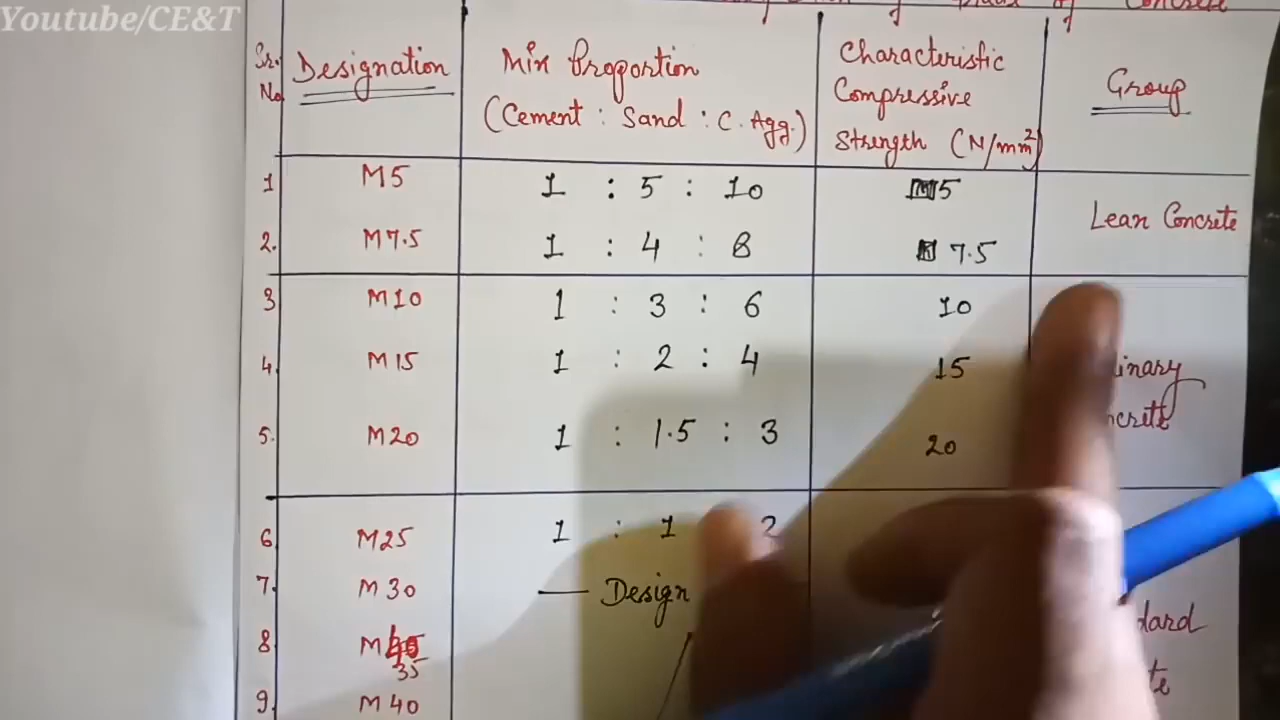 Youtube/CE&T
of Concrete
Sr. No. Designation Mix Proportion (Cement : Sand : C. Agg.) Characteristic Compressive Strength (N/mm²) Group
1 M5 1 : 5 : 10 5 Lean Concrete
2. M7.5 1 : 4 : 8 7.5
3 M10 1 : 3 : 6 10
4. M15 1 : 2 : 4 15
5. M20 1 : 1.5 : 3 20
6. M25 1 : 1 2
7. M30 Design
8 M 35
9. M40